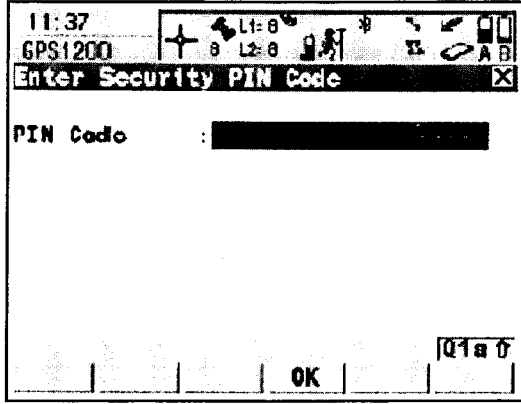 11:37
GPS1200
L1= 8
8 L2= 8
A B
Enter Security PIN Code X
PIN Code :
Q1a⇧
OK